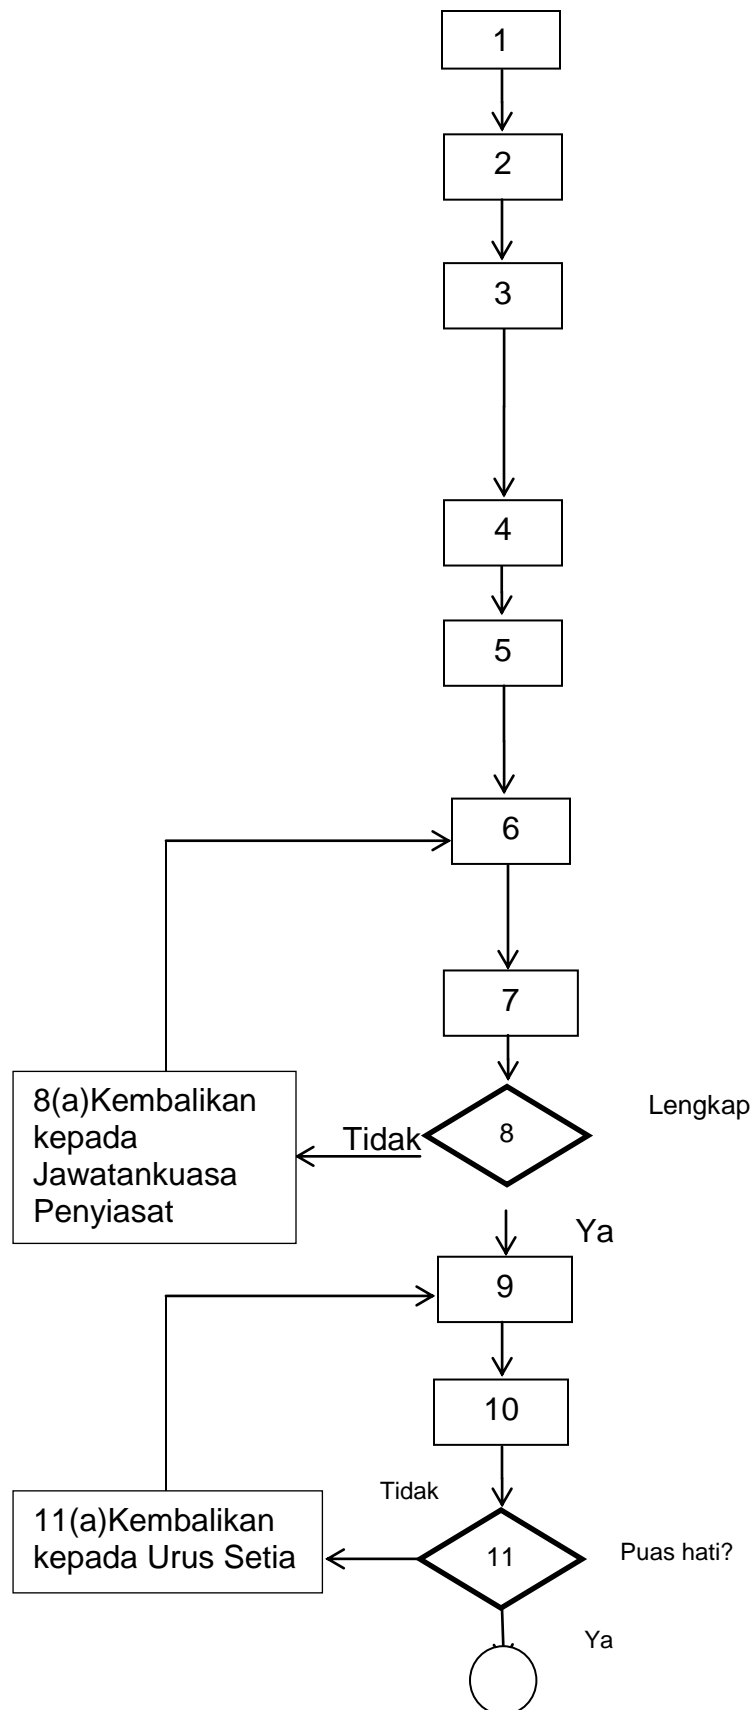 1
2
3
4
5
6
7
8(a)Kembalikan
kepada
Jawatankuasa
Penyiasat
Tidak
8
Lengkap
Ya
9
10
Tidak
11(a)Kembalikan
kepada Urus Setia
11
Puas hati?
Ya